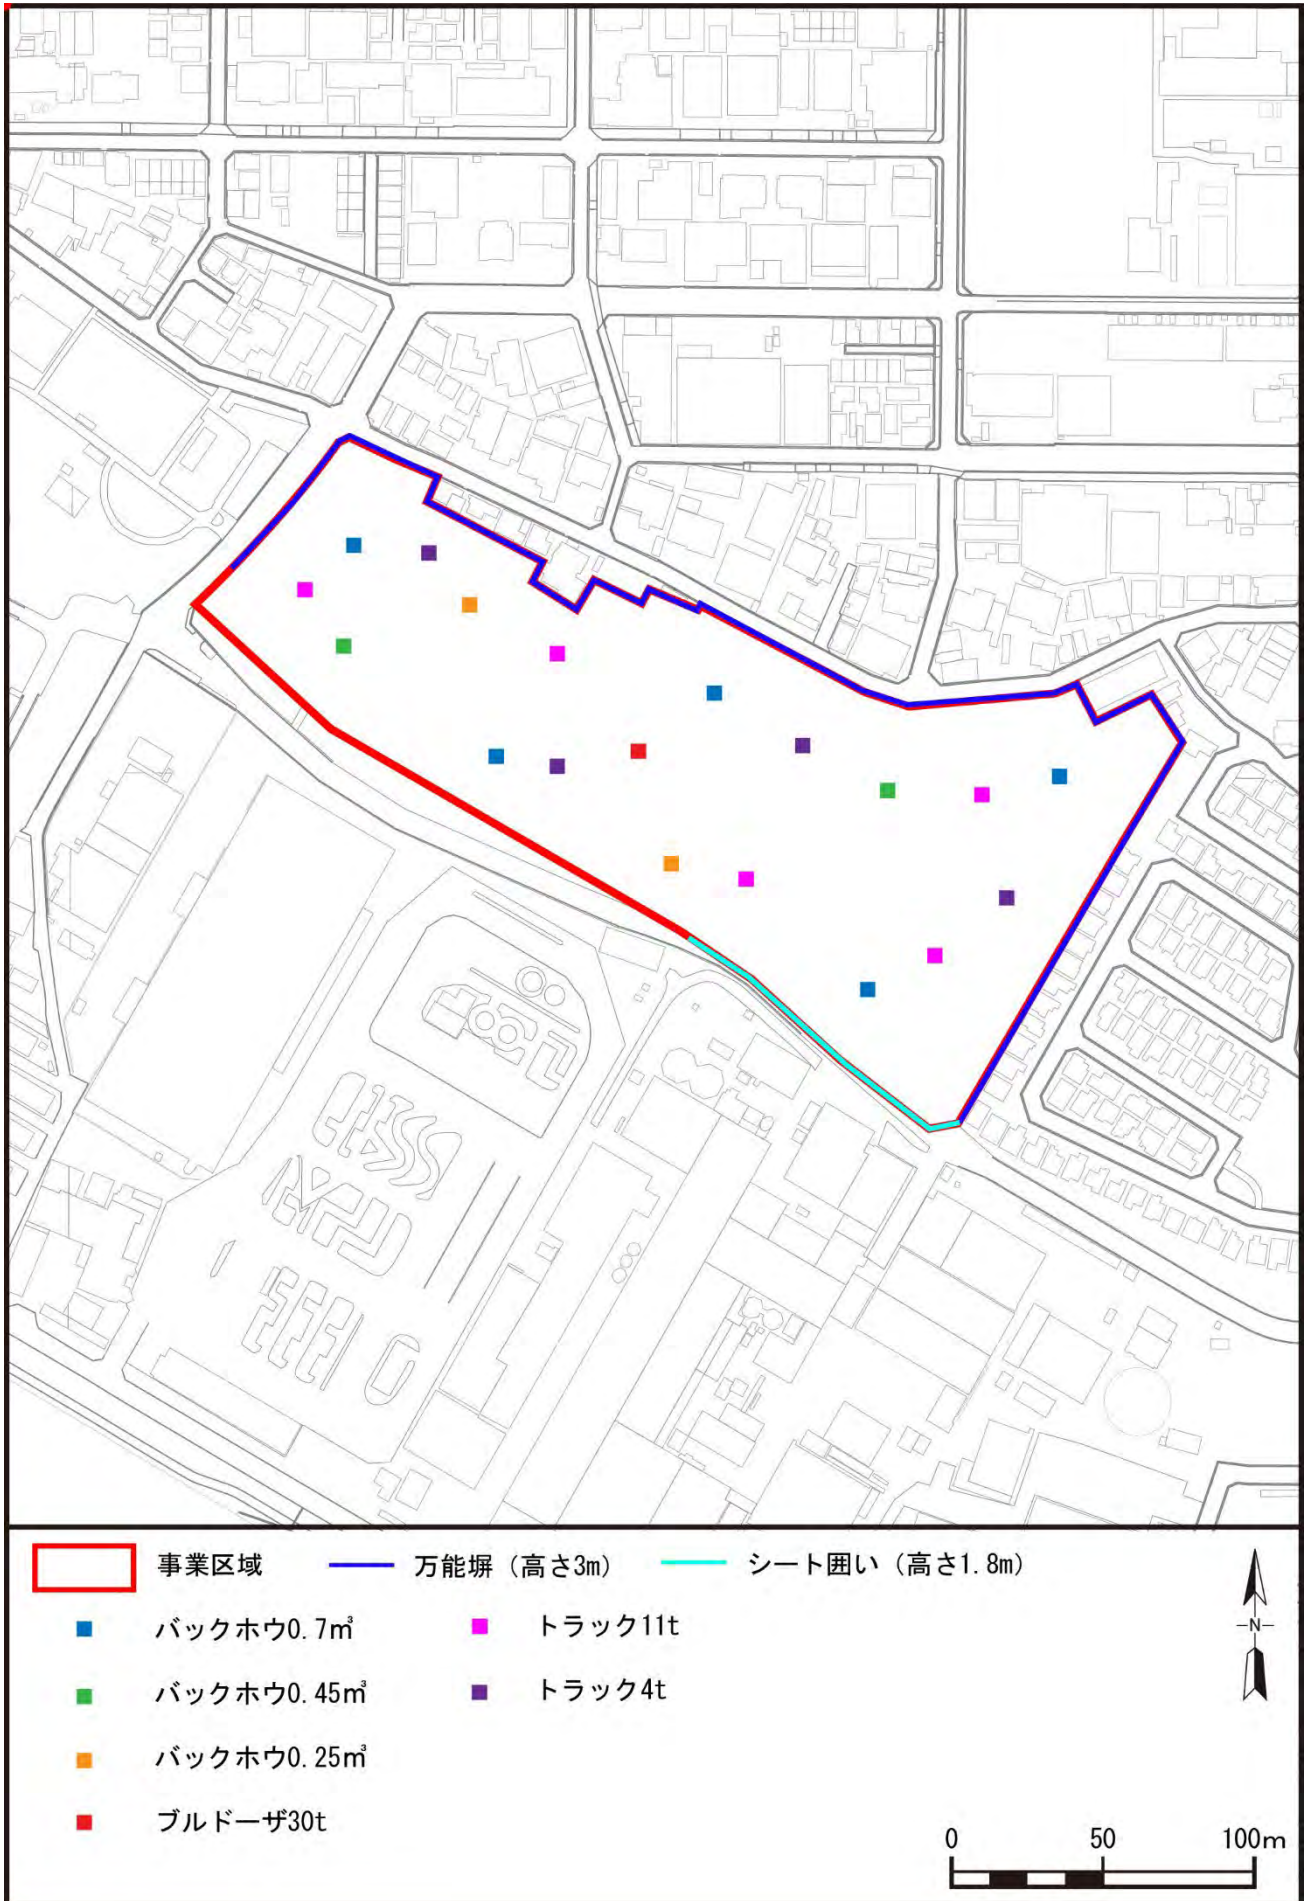 事業区域 万能塀（高さ3m） シート囲い（高さ1.8m）
バックホウ0.7㎥ トラック11t
バックホウ0.45㎥ トラック4t
バックホウ0.25㎥
ブルドーザ30t
N
0 50 100m